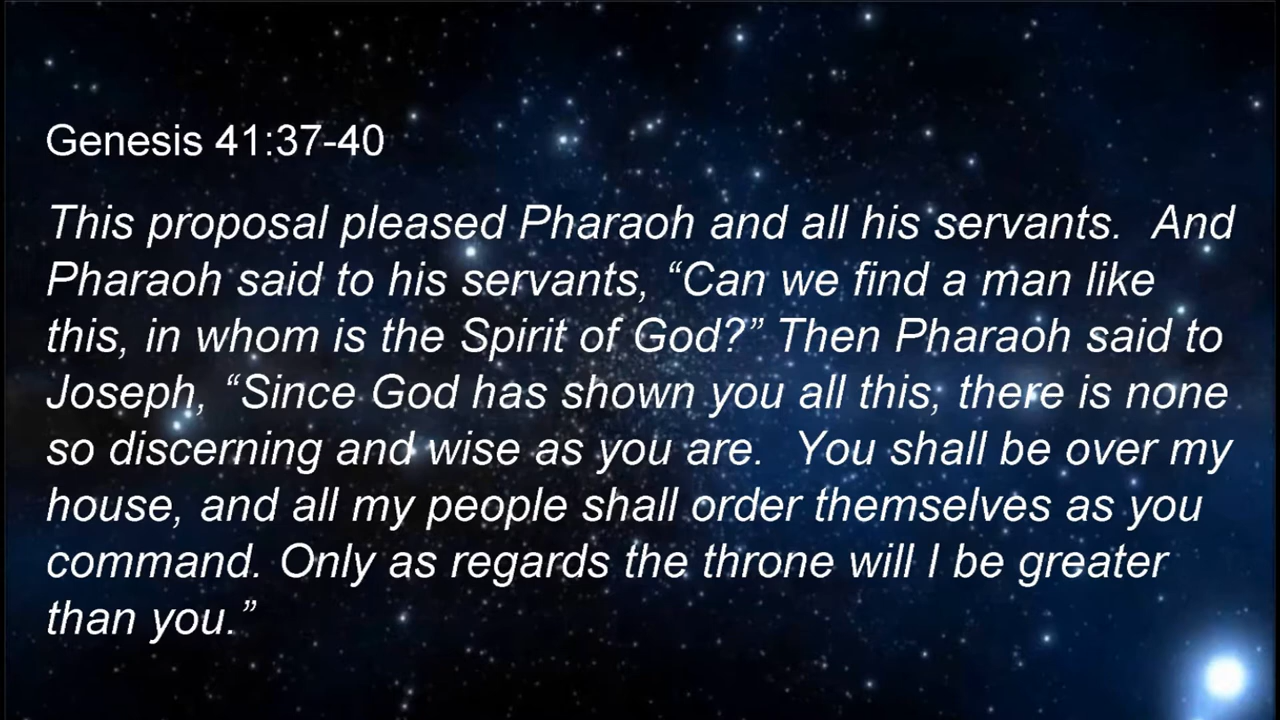 Genesis 41:37-40
This proposal pleased Pharaoh and all his servants.  And
Pharaoh said to his servants, “Can we find a man like
this, in whom is the Spirit of God?” Then Pharaoh said to
Joseph, “Since God has shown you all this, there is none
so discerning and wise as you are.  You shall be over my
house, and all my people shall order themselves as you
command. Only as regards the throne will I be greater
than you.”